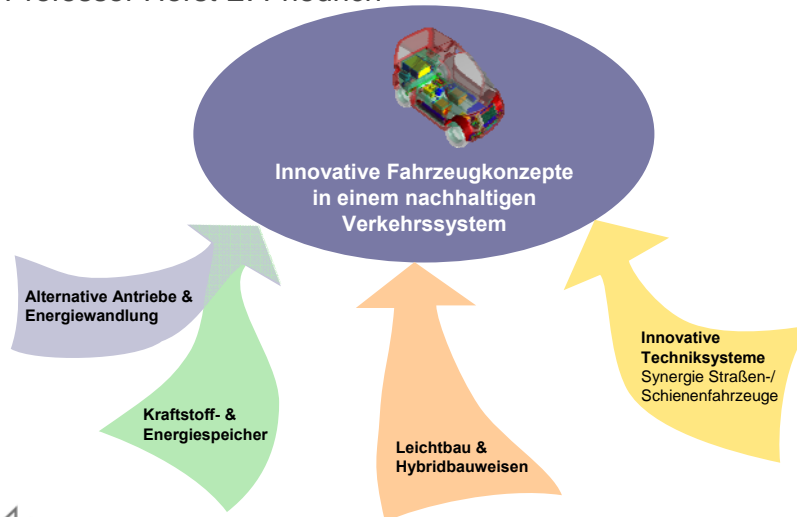 Innovative Fahrzeugkonzepte
in einem nachhaltigen
Verkehrssystem
Alternative Antriebe &
Energiewandlung
Kraftstoff- &
Energiespeicher
Leichtbau &
Hybridbauweisen
Innovative
Techniksysteme
Synergie Straßen-/
Schienenfahrzeuge